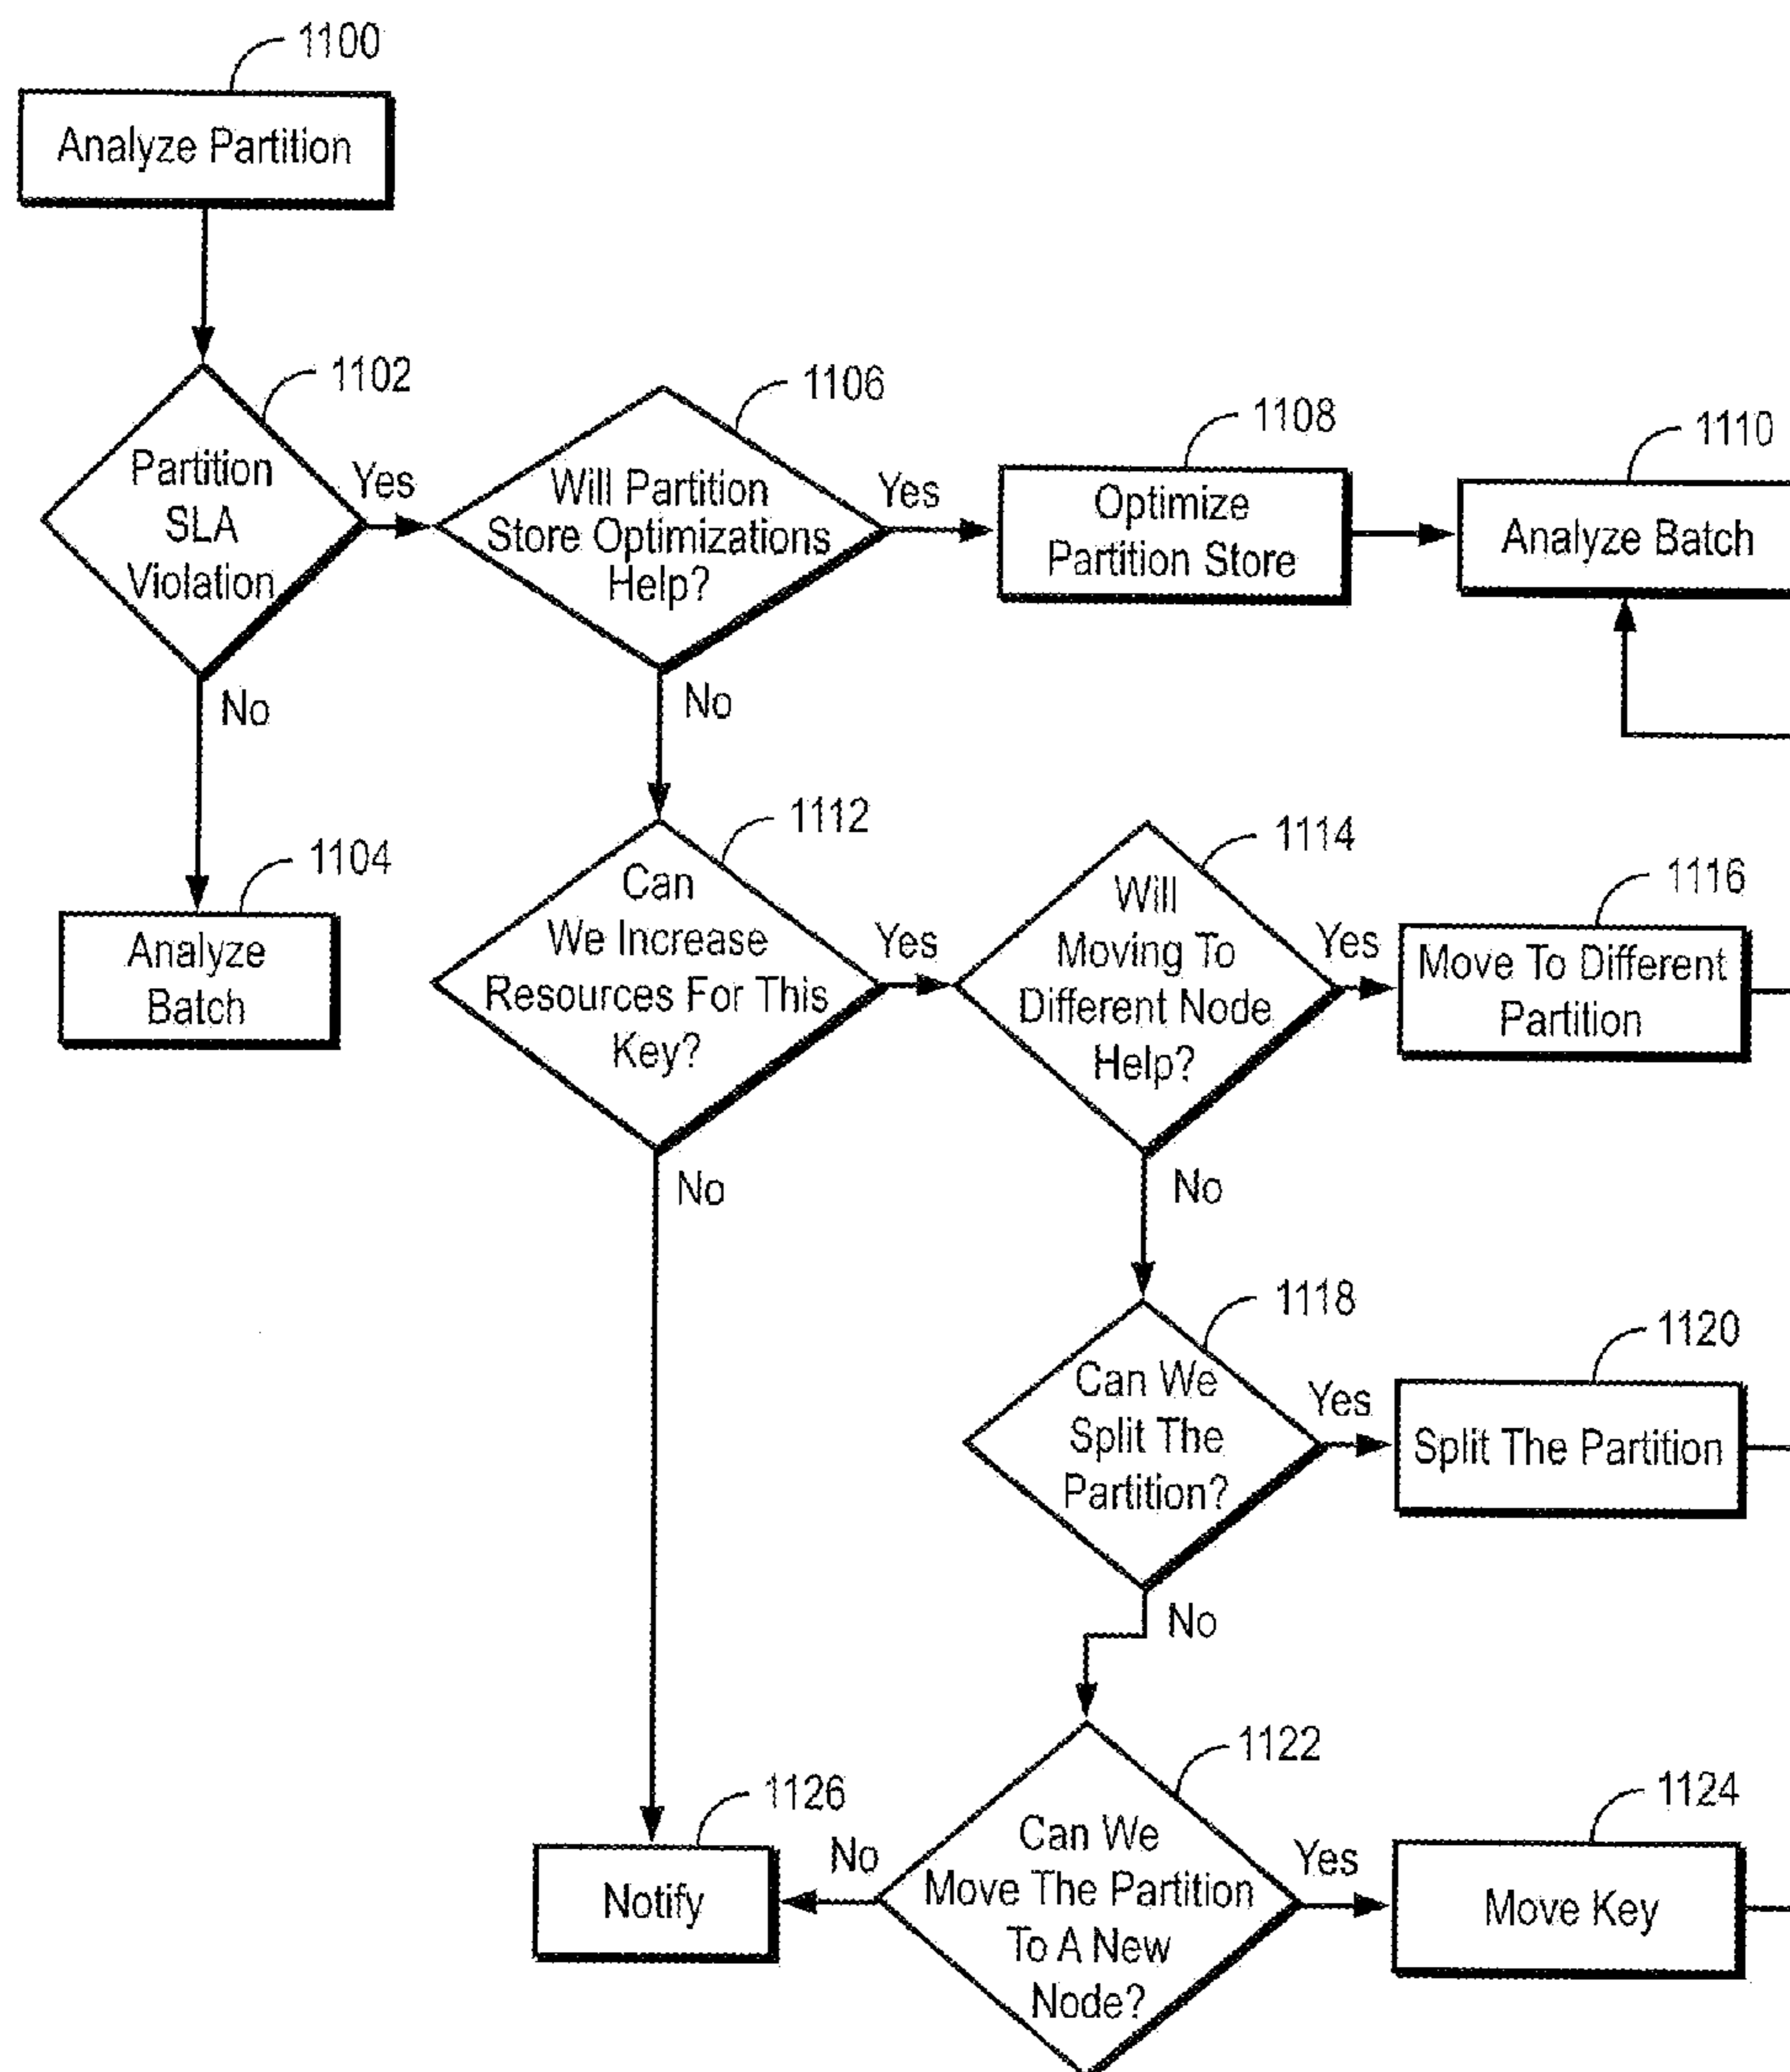 1100
Analyze Partition
1102
Partition
SLA
Violation
Yes
No
1104
Analyze
Batch
1106
Will Partition
Store Optimizations
Help?
Yes
No
1108
Optimize
Partition Store
1110
Analyze Batch
1112
Can
We Increase
Resources For This
Key?
Yes
No
1114
Will
Moving To
Different Node
Help?
Yes
No
1116
Move To Different
Partition
1118
Can We
Split The
Partition?
Yes
No
1120
Split The Partition
1122
Can We
Move The Partition
To A New
Node?
Yes
No
1124
Move Key
1126
Notify